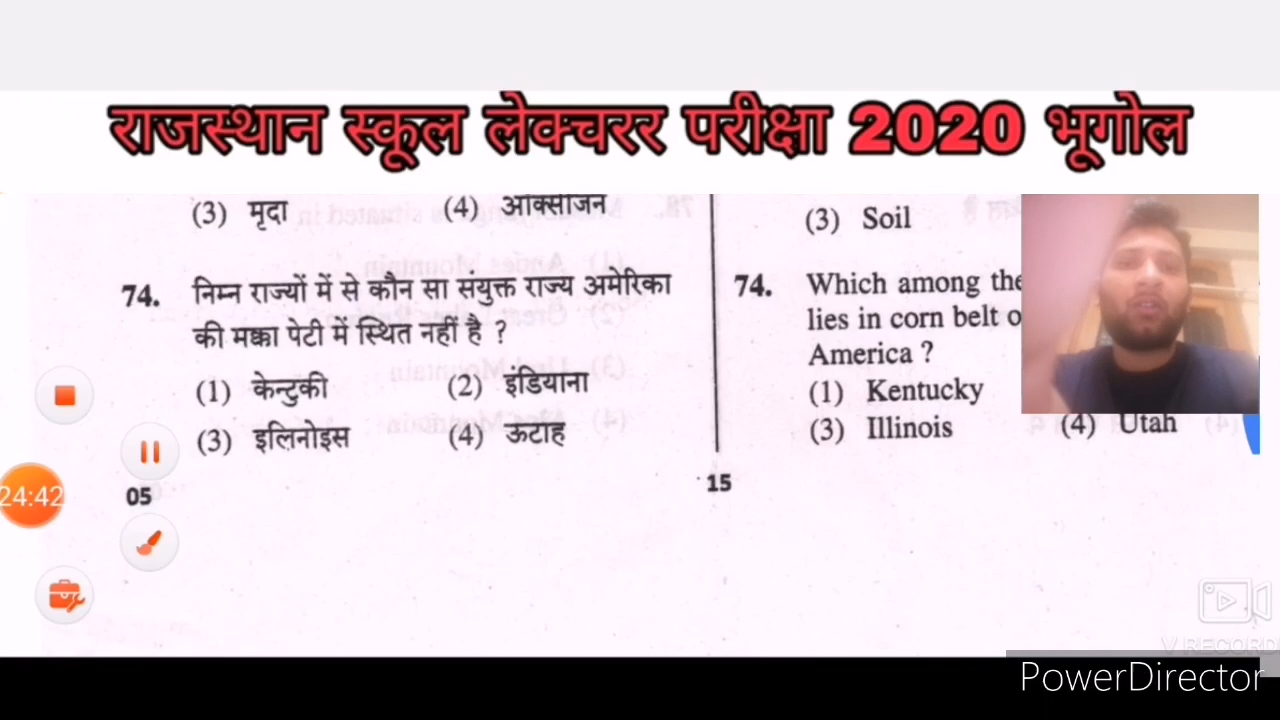 राजस्थान स्कूल लेक्चरर परीक्षा 2020 भूगोल
(3) मृदा (4) ऑक्सीजन
74. निम्न राज्यों में से कौन सा संयुक्त राज्य अमेरिका
की मक्का पेटी में स्थित नहीं है ?
(1) केन्टुकी (2) इंडियाना
(3) इलिनोइस (4) ऊटाह
05
(3) Soil
74. Which among the
lies in corn belt o
America ?
(1) Kentucky
(3) Illinois (4) Utah
15
24:42
V RECORD
PowerDirector